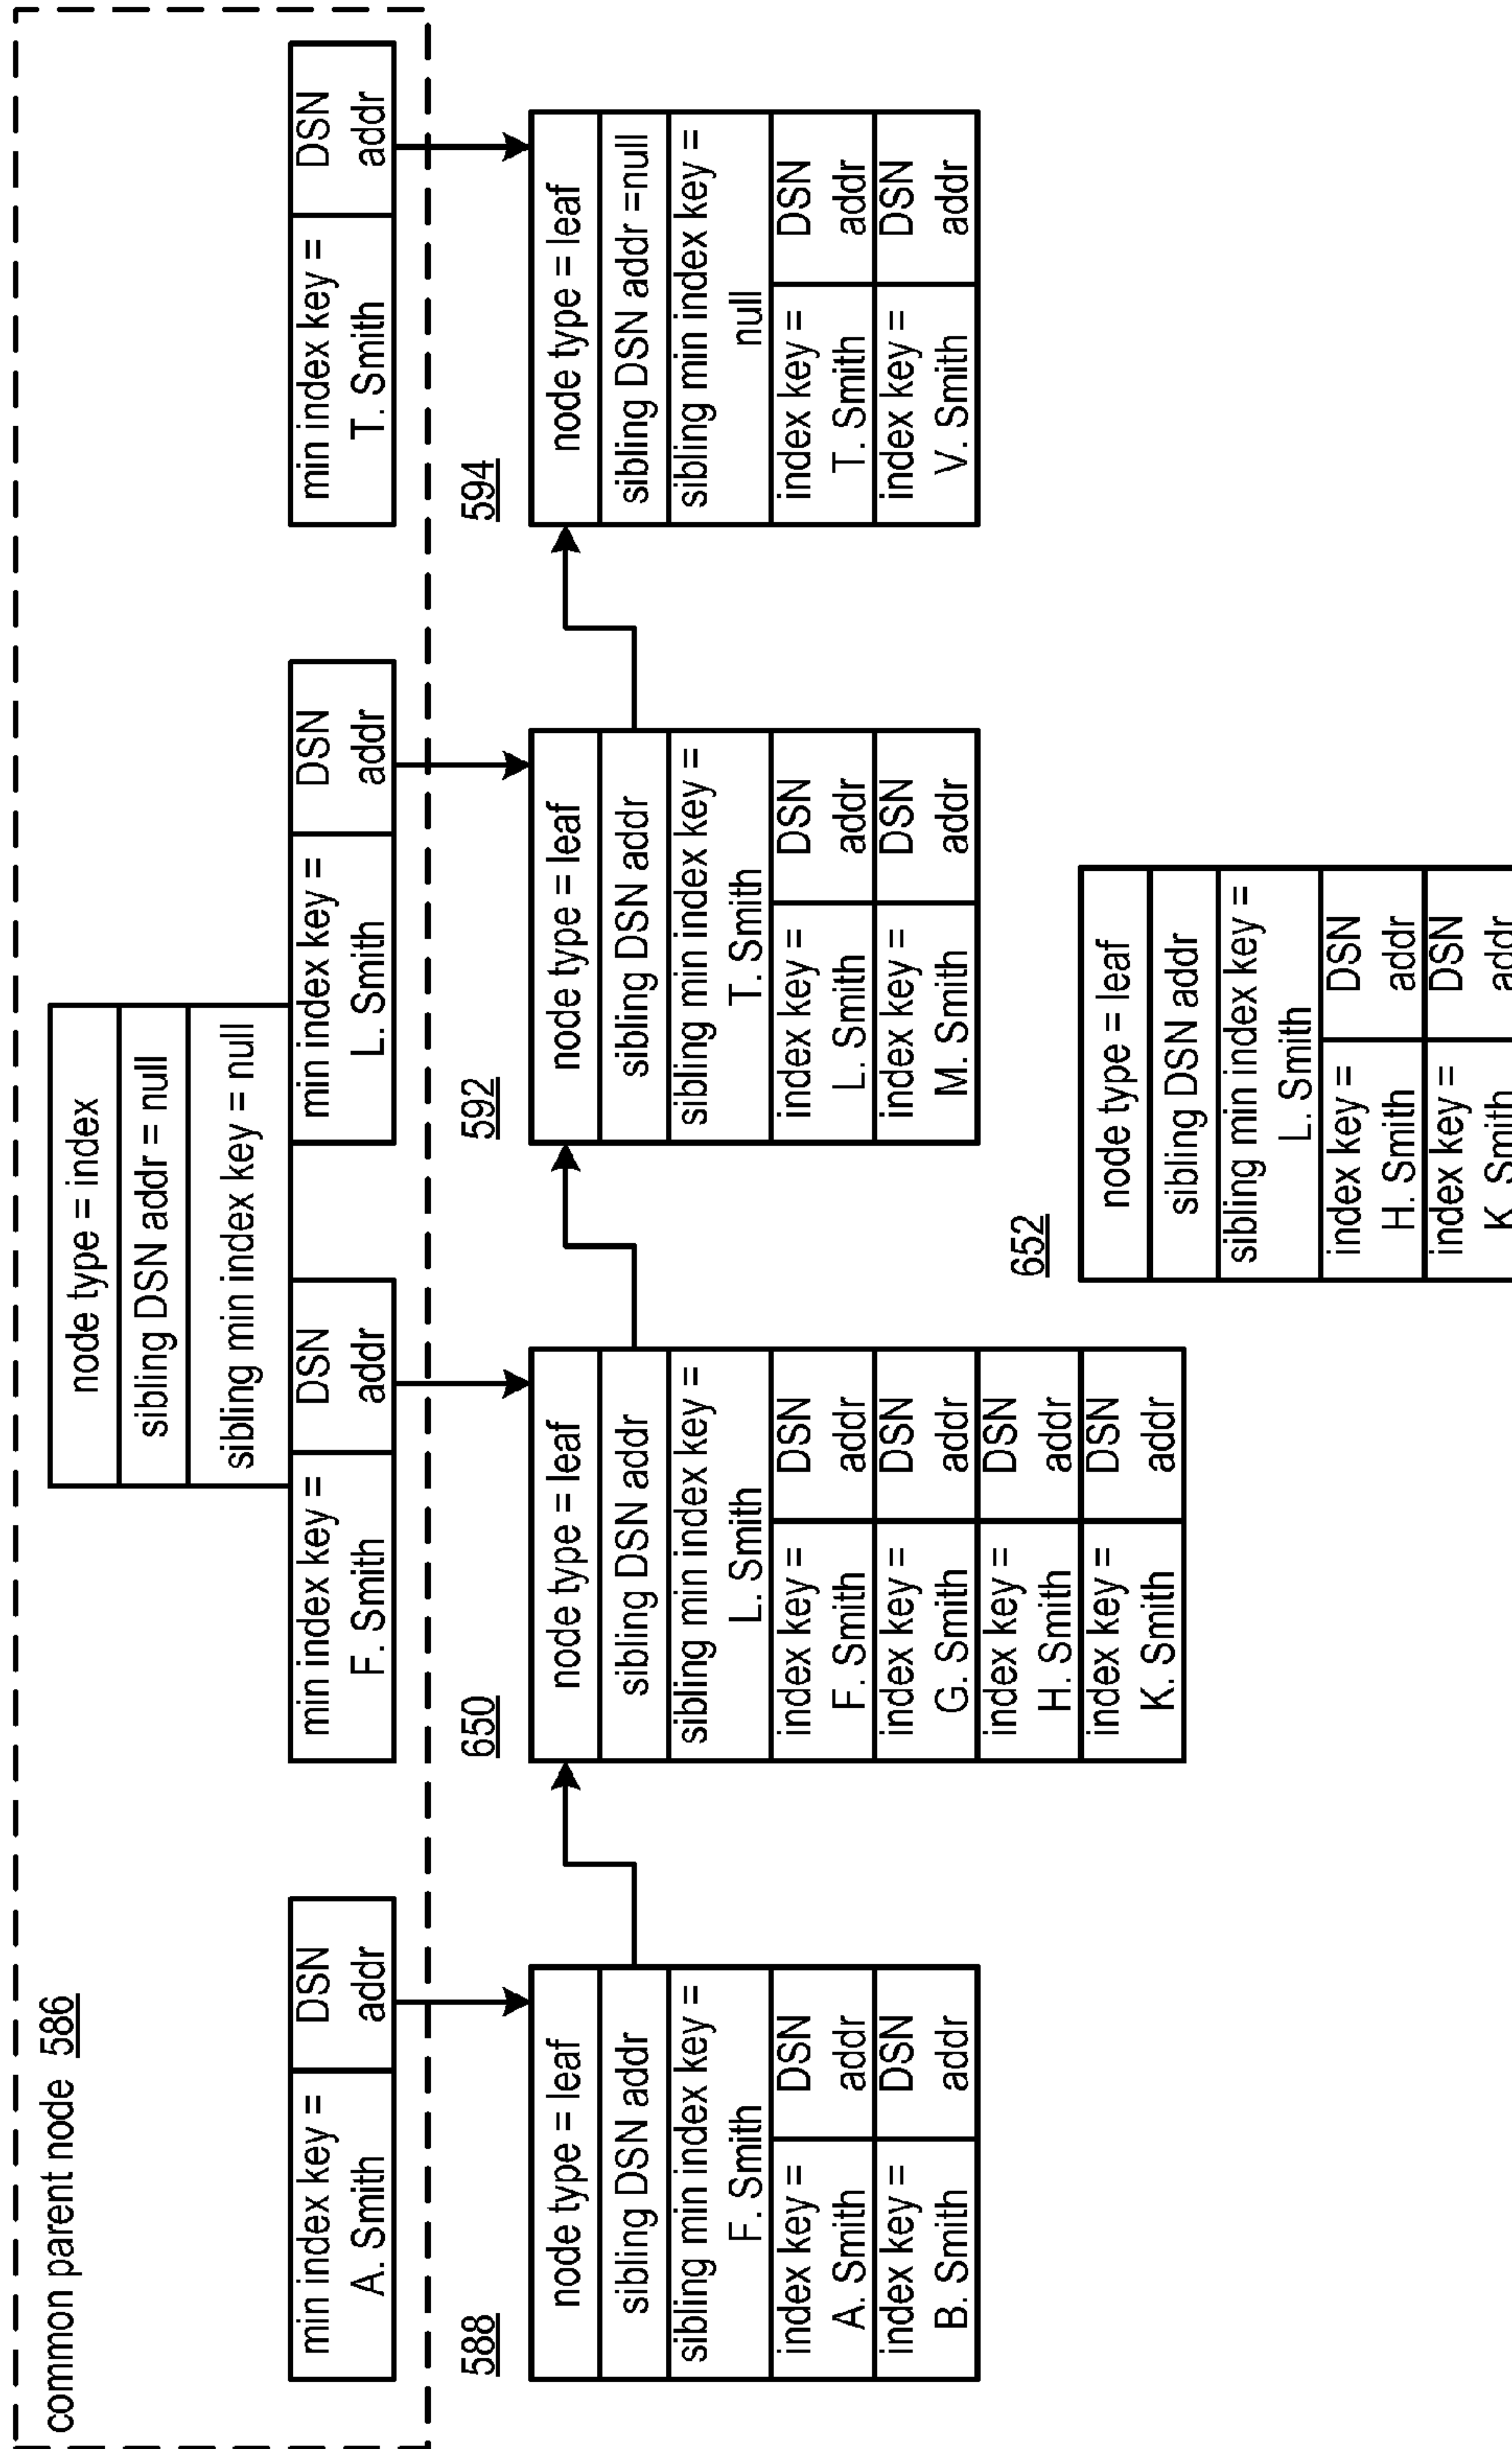 common parent node 586
node type = index
sibling DSN addr = null
sibling min index key = null
min index key =
A. Smith
DSN
addr
min index key =
F. Smith
DSN
addr
min index key =
L. Smith
DSN
addr
min index key =
T. Smith
DSN
addr
588
node type = leaf
sibling DSN addr
sibling min index key =
F. Smith
index key =
A. Smith
DSN
addr
index key =
B. Smith
DSN
addr
650
node type = leaf
sibling DSN addr
sibling min index key =
L. Smith
index key =
F. Smith
DSN
addr
index key =
G. Smith
DSN
addr
index key =
H. Smith
DSN
addr
index key =
K. Smith
DSN
addr
592
node type = leaf
sibling DSN addr
sibling min index key =
T. Smith
index key =
L. Smith
DSN
addr
index key =
M. Smith
DSN
addr
594
node type = leaf
sibling DSN addr =null
sibling min index key =
null
index key =
T. Smith
DSN
addr
index key =
V. Smith
DSN
addr
652
node type = leaf
sibling DSN addr
sibling min index key =
L. Smith
index key =
H. Smith
DSN
addr
index key =
K. Smith
DSN
addr